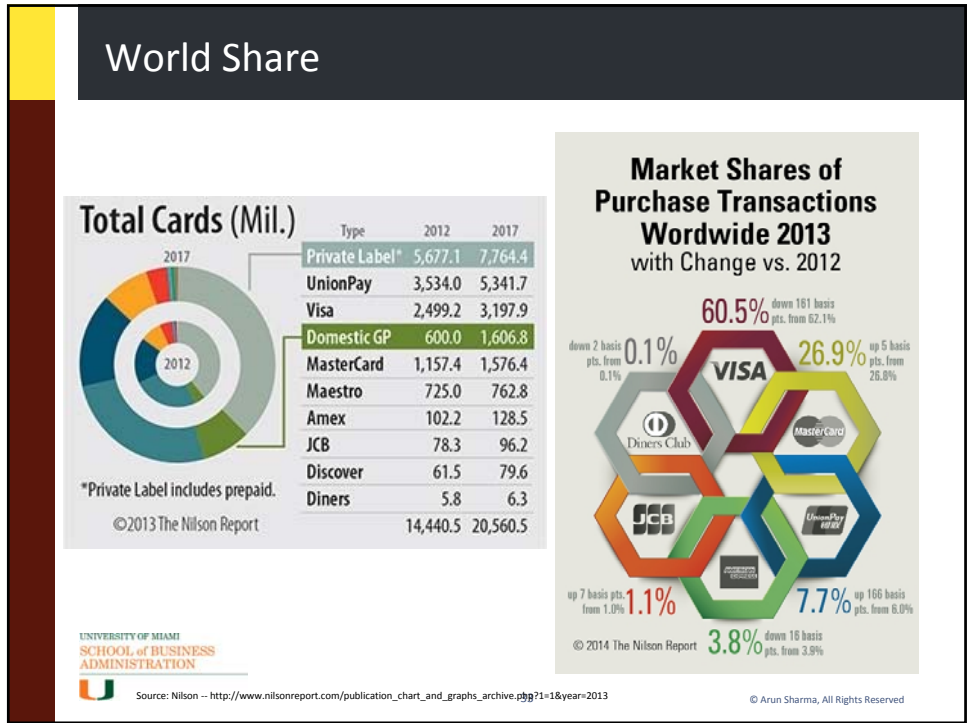 World Share
Total Cards (Mil.)
2017
2012
Type 2012 2017
Private Label* 5,677.1 7,764.4
UnionPay 3,534.0 5,341.7
Visa 2,499.2 3,197.9
Domestic GP 600.0 1,606.8
MasterCard 1,157.4 1,576.4
Maestro 725.0 762.8
Amex 102.2 128.5
JCB 78.3 96.2
Discover 61.5 79.6
Diners 5.8 6.3
14,440.5 20,560.5
*Private Label includes prepaid.
©2013 The Nilson Report
Market Shares of
Purchase Transactions
Wordwide 2013
with Change vs. 2012
60.5% down 161 basis
pts. from 62.1%
down 2 basis
pts. from
0.1%
0.1%
26.9% up 5 basis
pts. from
26.8%
VISA
Diners Club
MasterCard
JCB
UnionPay
银联
AMERICAN
EXPRESS
up 7 basis pts.
from 1.0%
1.1%
7.7% up 166 basis
pts. from 6.0%
3.8% down 16 basis
pts. from 3.9%
© 2014 The Nilson Report
UNIVERSITY OF MIAMI
SCHOOL of BUSINESS
ADMINISTRATION
U
Source: Nilson -- http://www.nilsonreport.com/publication_chart_and_graphs_archive.php?1=1&year=2013
© Arun Sharma, All Rights Reserved